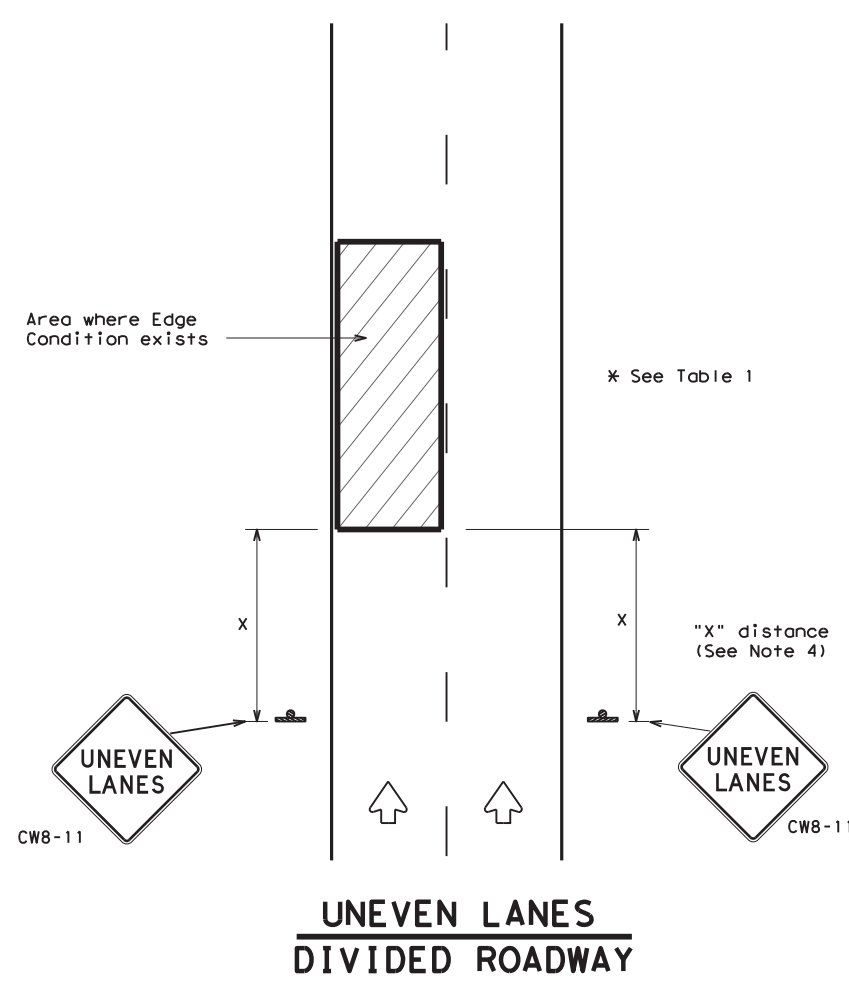 Area where Edge
Condition exists
* See Table 1
X
X
"X" distance
(See Note 4)
UNEVEN
LANES
CW8-11
UNEVEN
LANES
CW8-11
UNEVEN LANES
DIVIDED ROADWAY